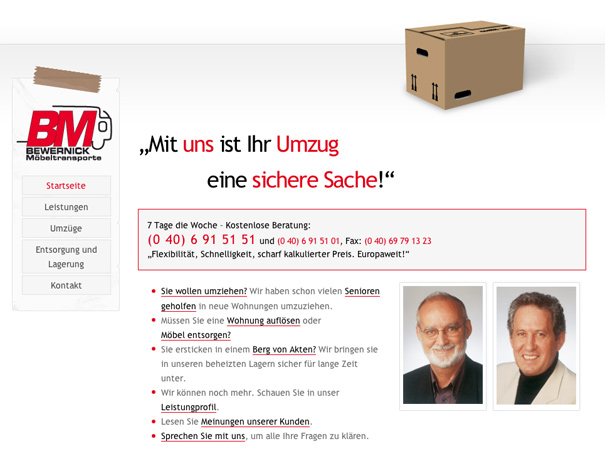 BM
BEWERNICK
Möbeltransporte
Startseite
Leistungen
Umzüge
Entsorgung und
Lagerung
Kontakt
„Mit uns ist Ihr Umzug
eine sichere Sache!“
7 Tage die Woche - Kostenlose Beratung:
(0 40) 6 91 51 51 und (0 40) 6 91 51 01, Fax: (0 40) 69 79 13 23
„Flexibilität, Schnelligkeit, scharf kalkulierter Preis. Europaweit!“
Sie wollen umziehen? Wir haben schon vielen Senioren
geholfen in neue Wohnungen umzuziehen.
Müssen Sie eine Wohnung auflösen oder
Möbel entsorgen?
Sie ersticken in einem Berg von Akten? Wir bringen sie
in unseren beheizten Lagern sicher für lange Zeit
unter.
Wir können noch mehr. Schauen Sie in unser
Leistungprofil.
Lesen Sie Meinungen unserer Kunden.
Sprechen Sie mit uns, um alle Ihre Fragen zu klären.